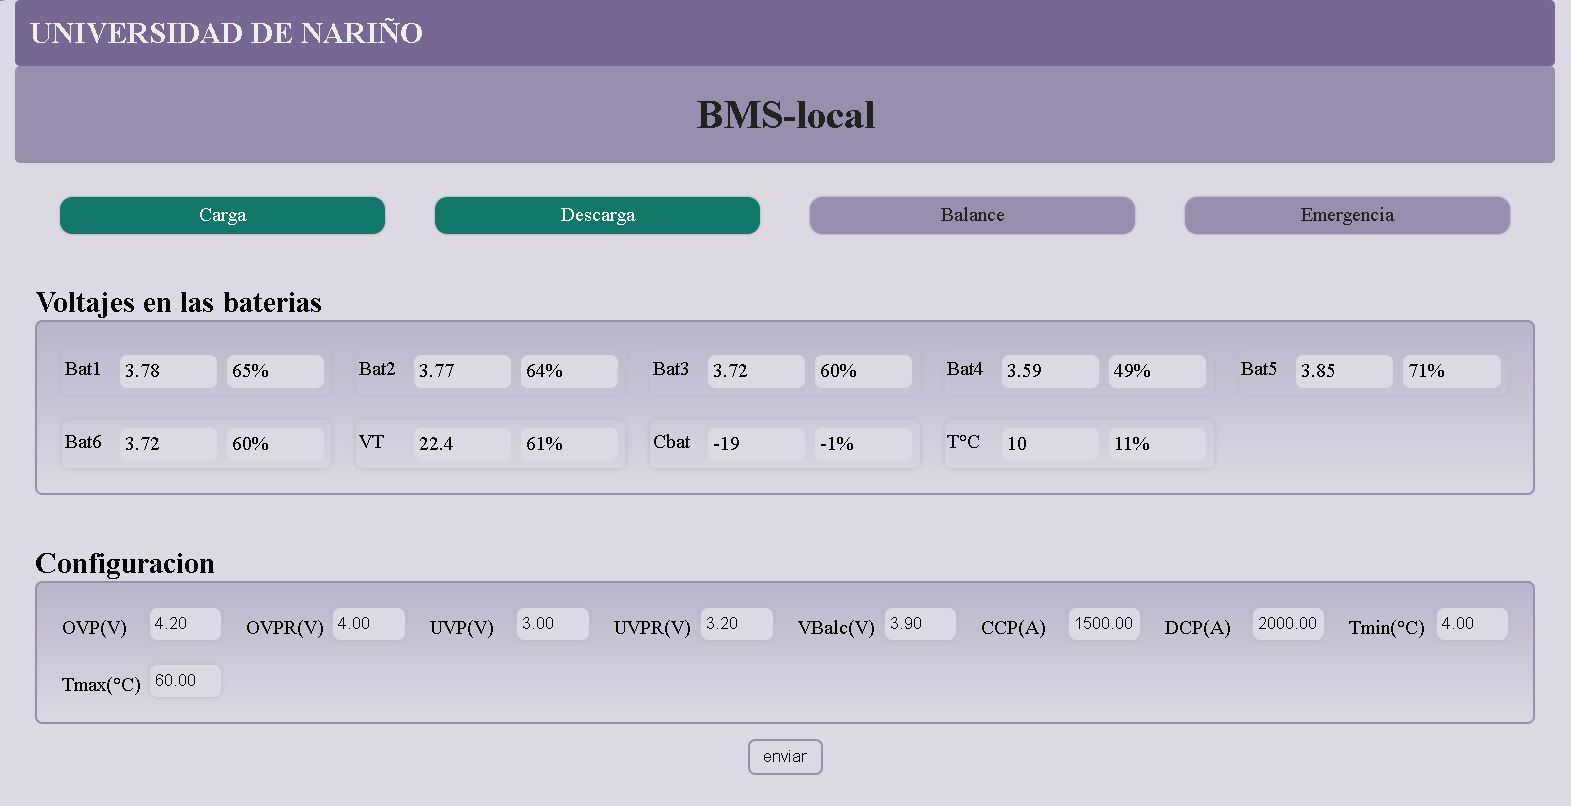 UNIVERSIDAD DE NARIÑO
BMS-local
Carga Descarga Balance Emergencia
Voltajes en las baterias
Bat1 3.78 65% Bat2 3.77 64% Bat3 3.72 60% Bat4 3.59 49% Bat5 3.85 71%
Bat6 3.72 60% VT 22.4 61% Cbat -19 -1% T°C 10 11%
Configuracion
OVP(V) 4.20 OVPR(V) 4.00 UVP(V) 3.00 UVPR(V) 3.20 VBalc(V) 3.90 CCP(A) 1500.00 DCP(A) 2000.00 Tmin(°C) 4.00
Tmax(°C) 60.00
enviar